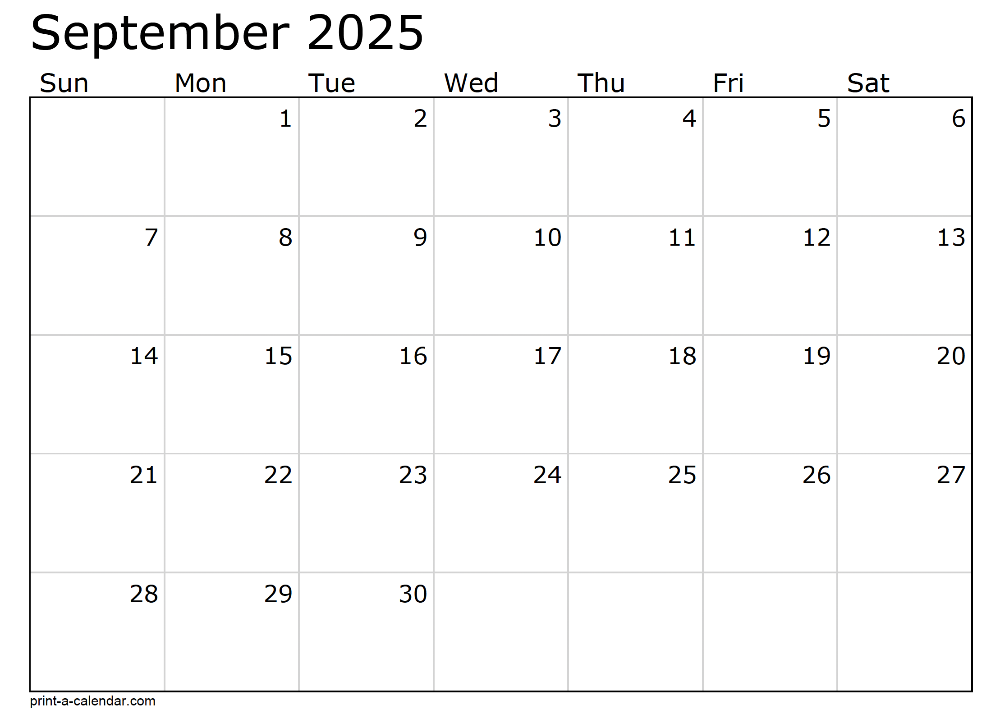 September 2025
Sun Mon Tue Wed Thu Fri Sat
1 2 3 4 5 6
7 8 9 10 11 12 13
14 15 16 17 18 19 20
21 22 23 24 25 26 27
28 29 30
print-a-calendar.com